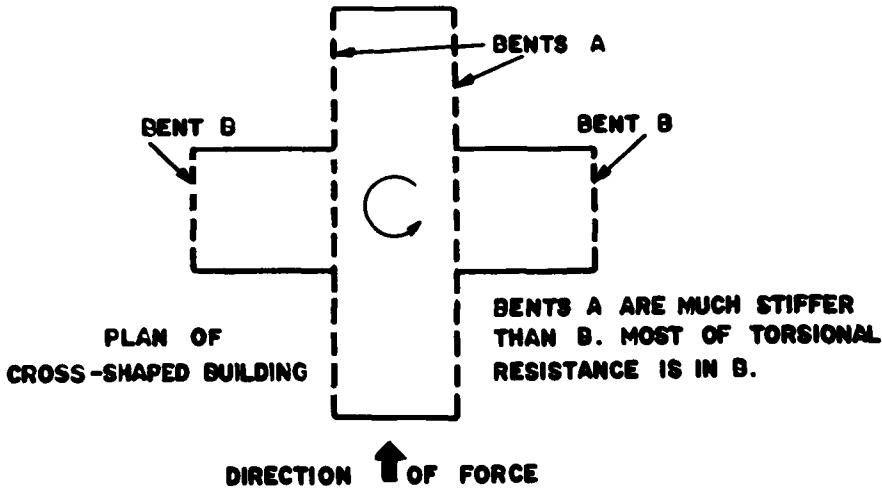 BENTS A
BENT B
BENT B
BENTS A ARE MUCH STIFFER
THAN B. MOST OF TORSIONAL
RESISTANCE IS IN B.
PLAN OF
CROSS-SHAPED BUILDING
DIRECTION OF FORCE